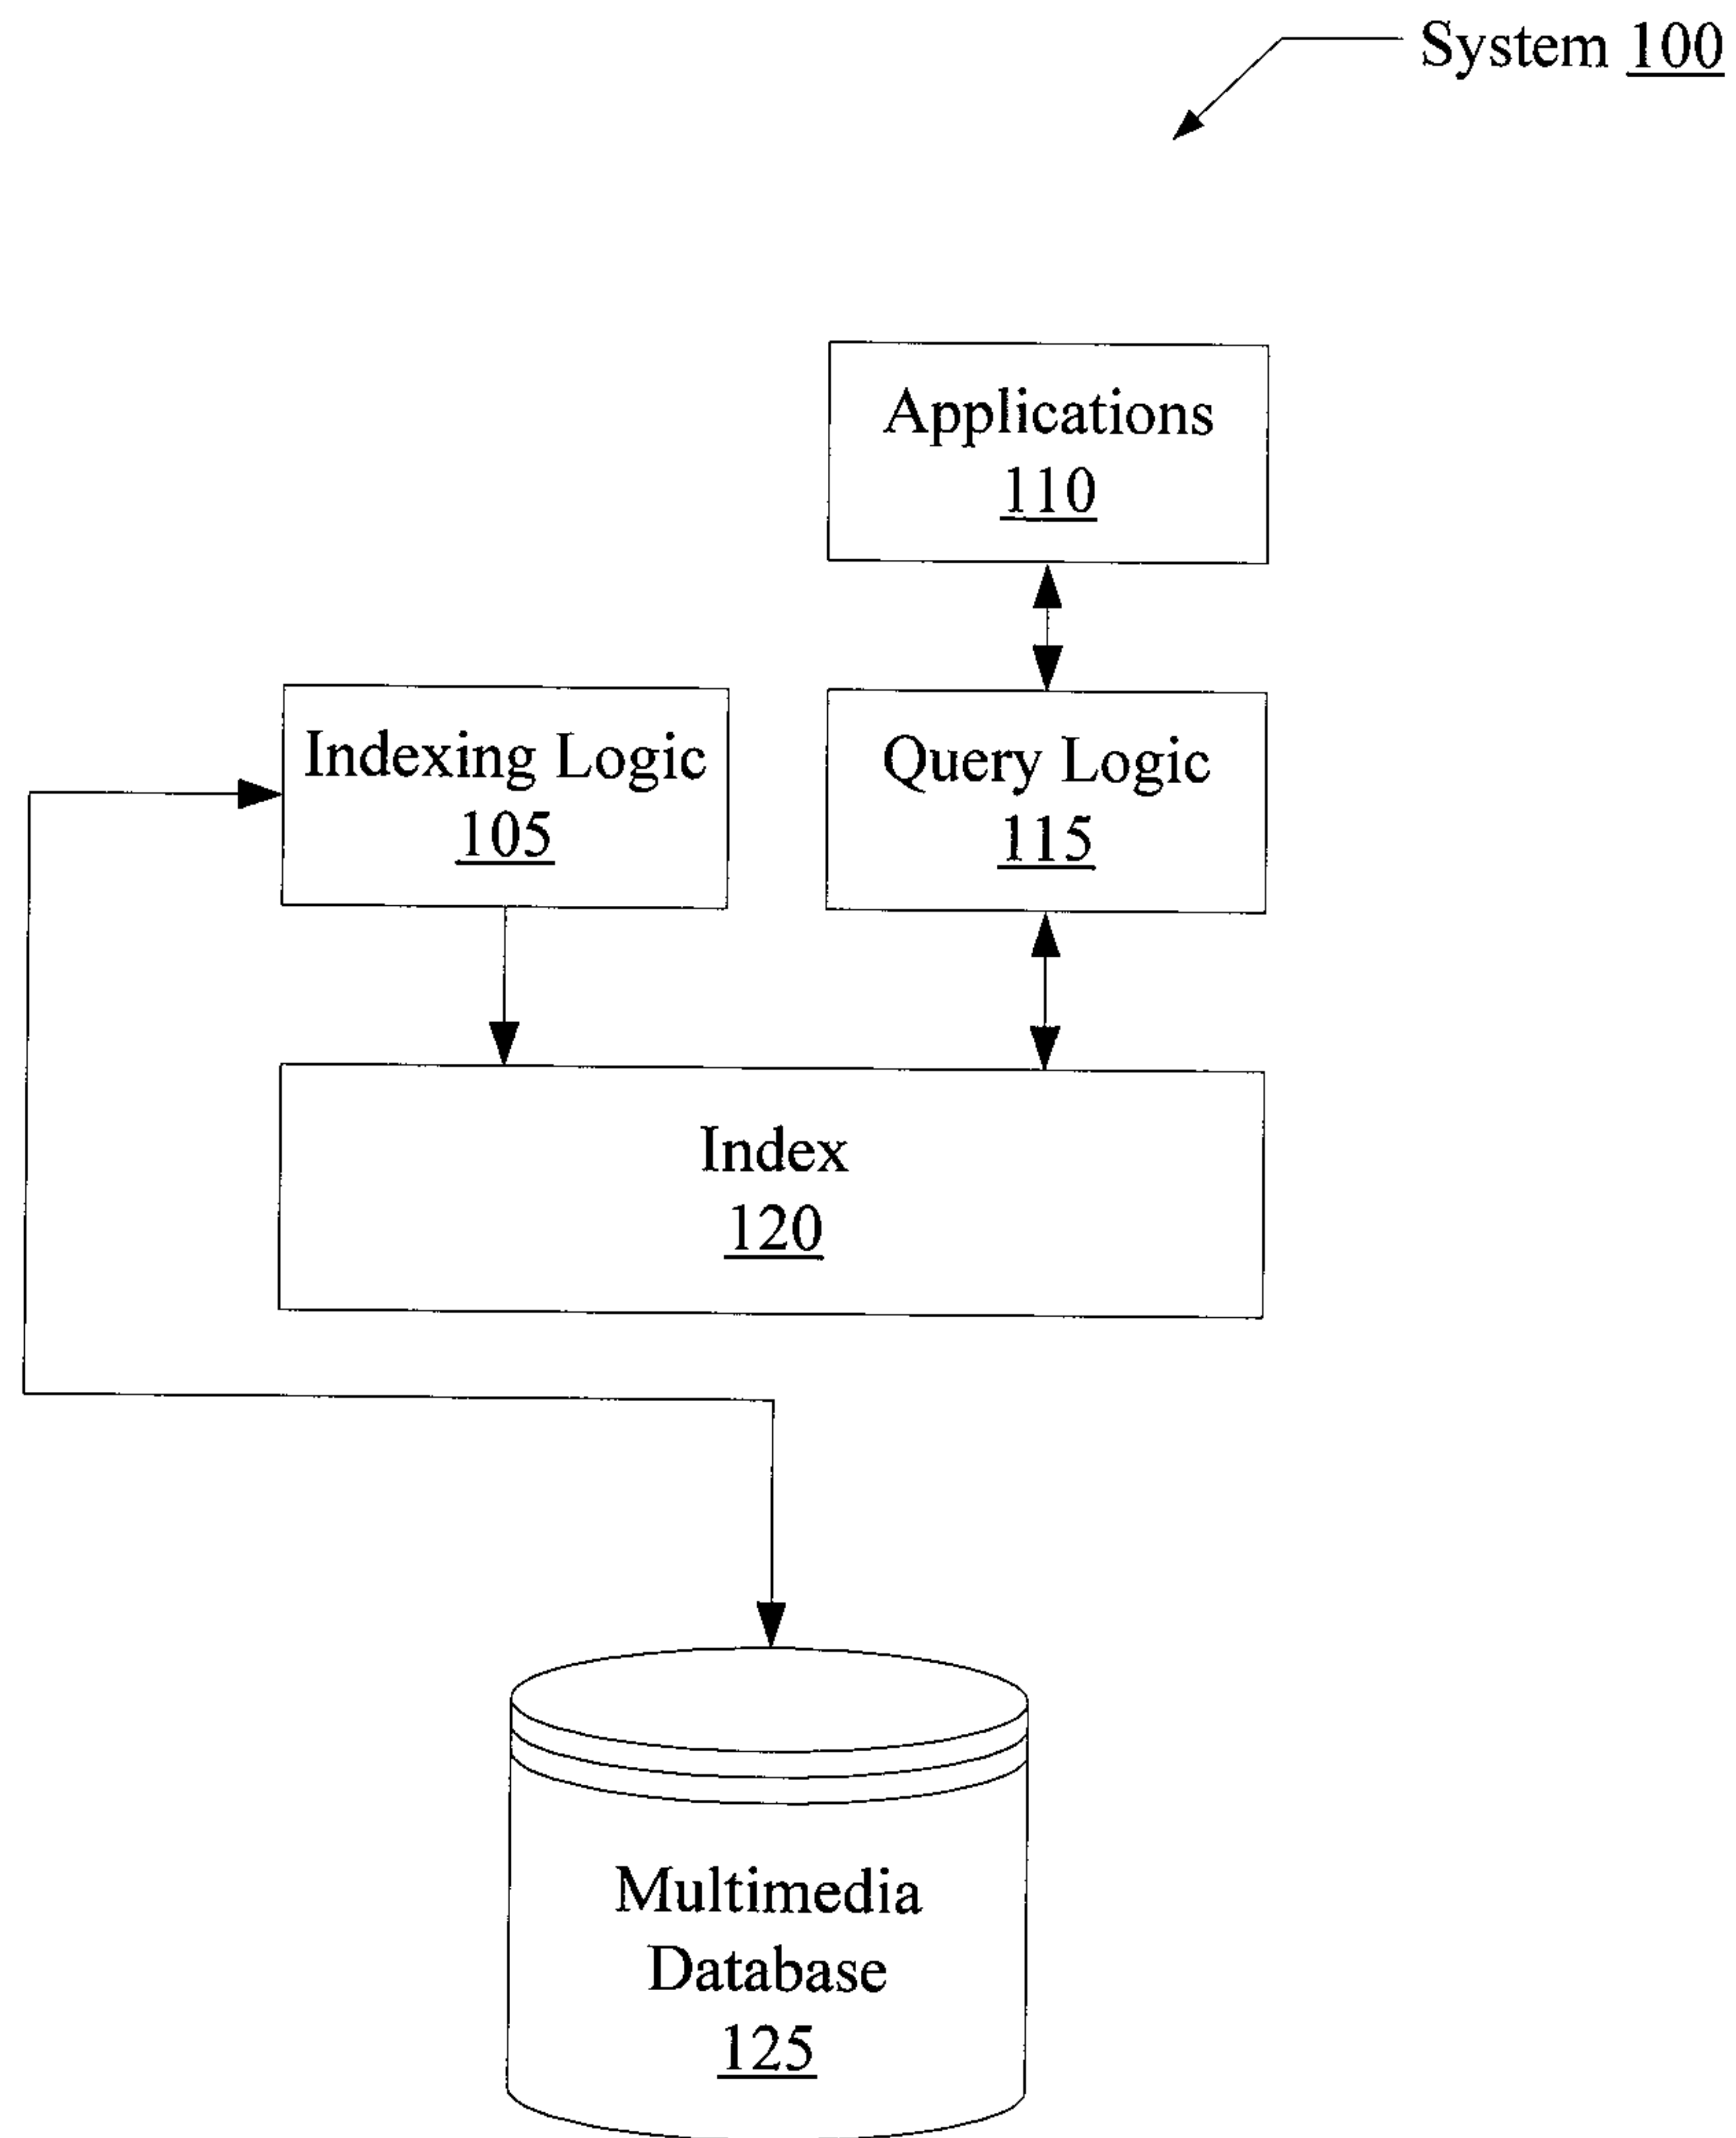 System 100
Applications
110
Indexing Logic
105
Query Logic
115
Index
120
Multimedia
Database
125